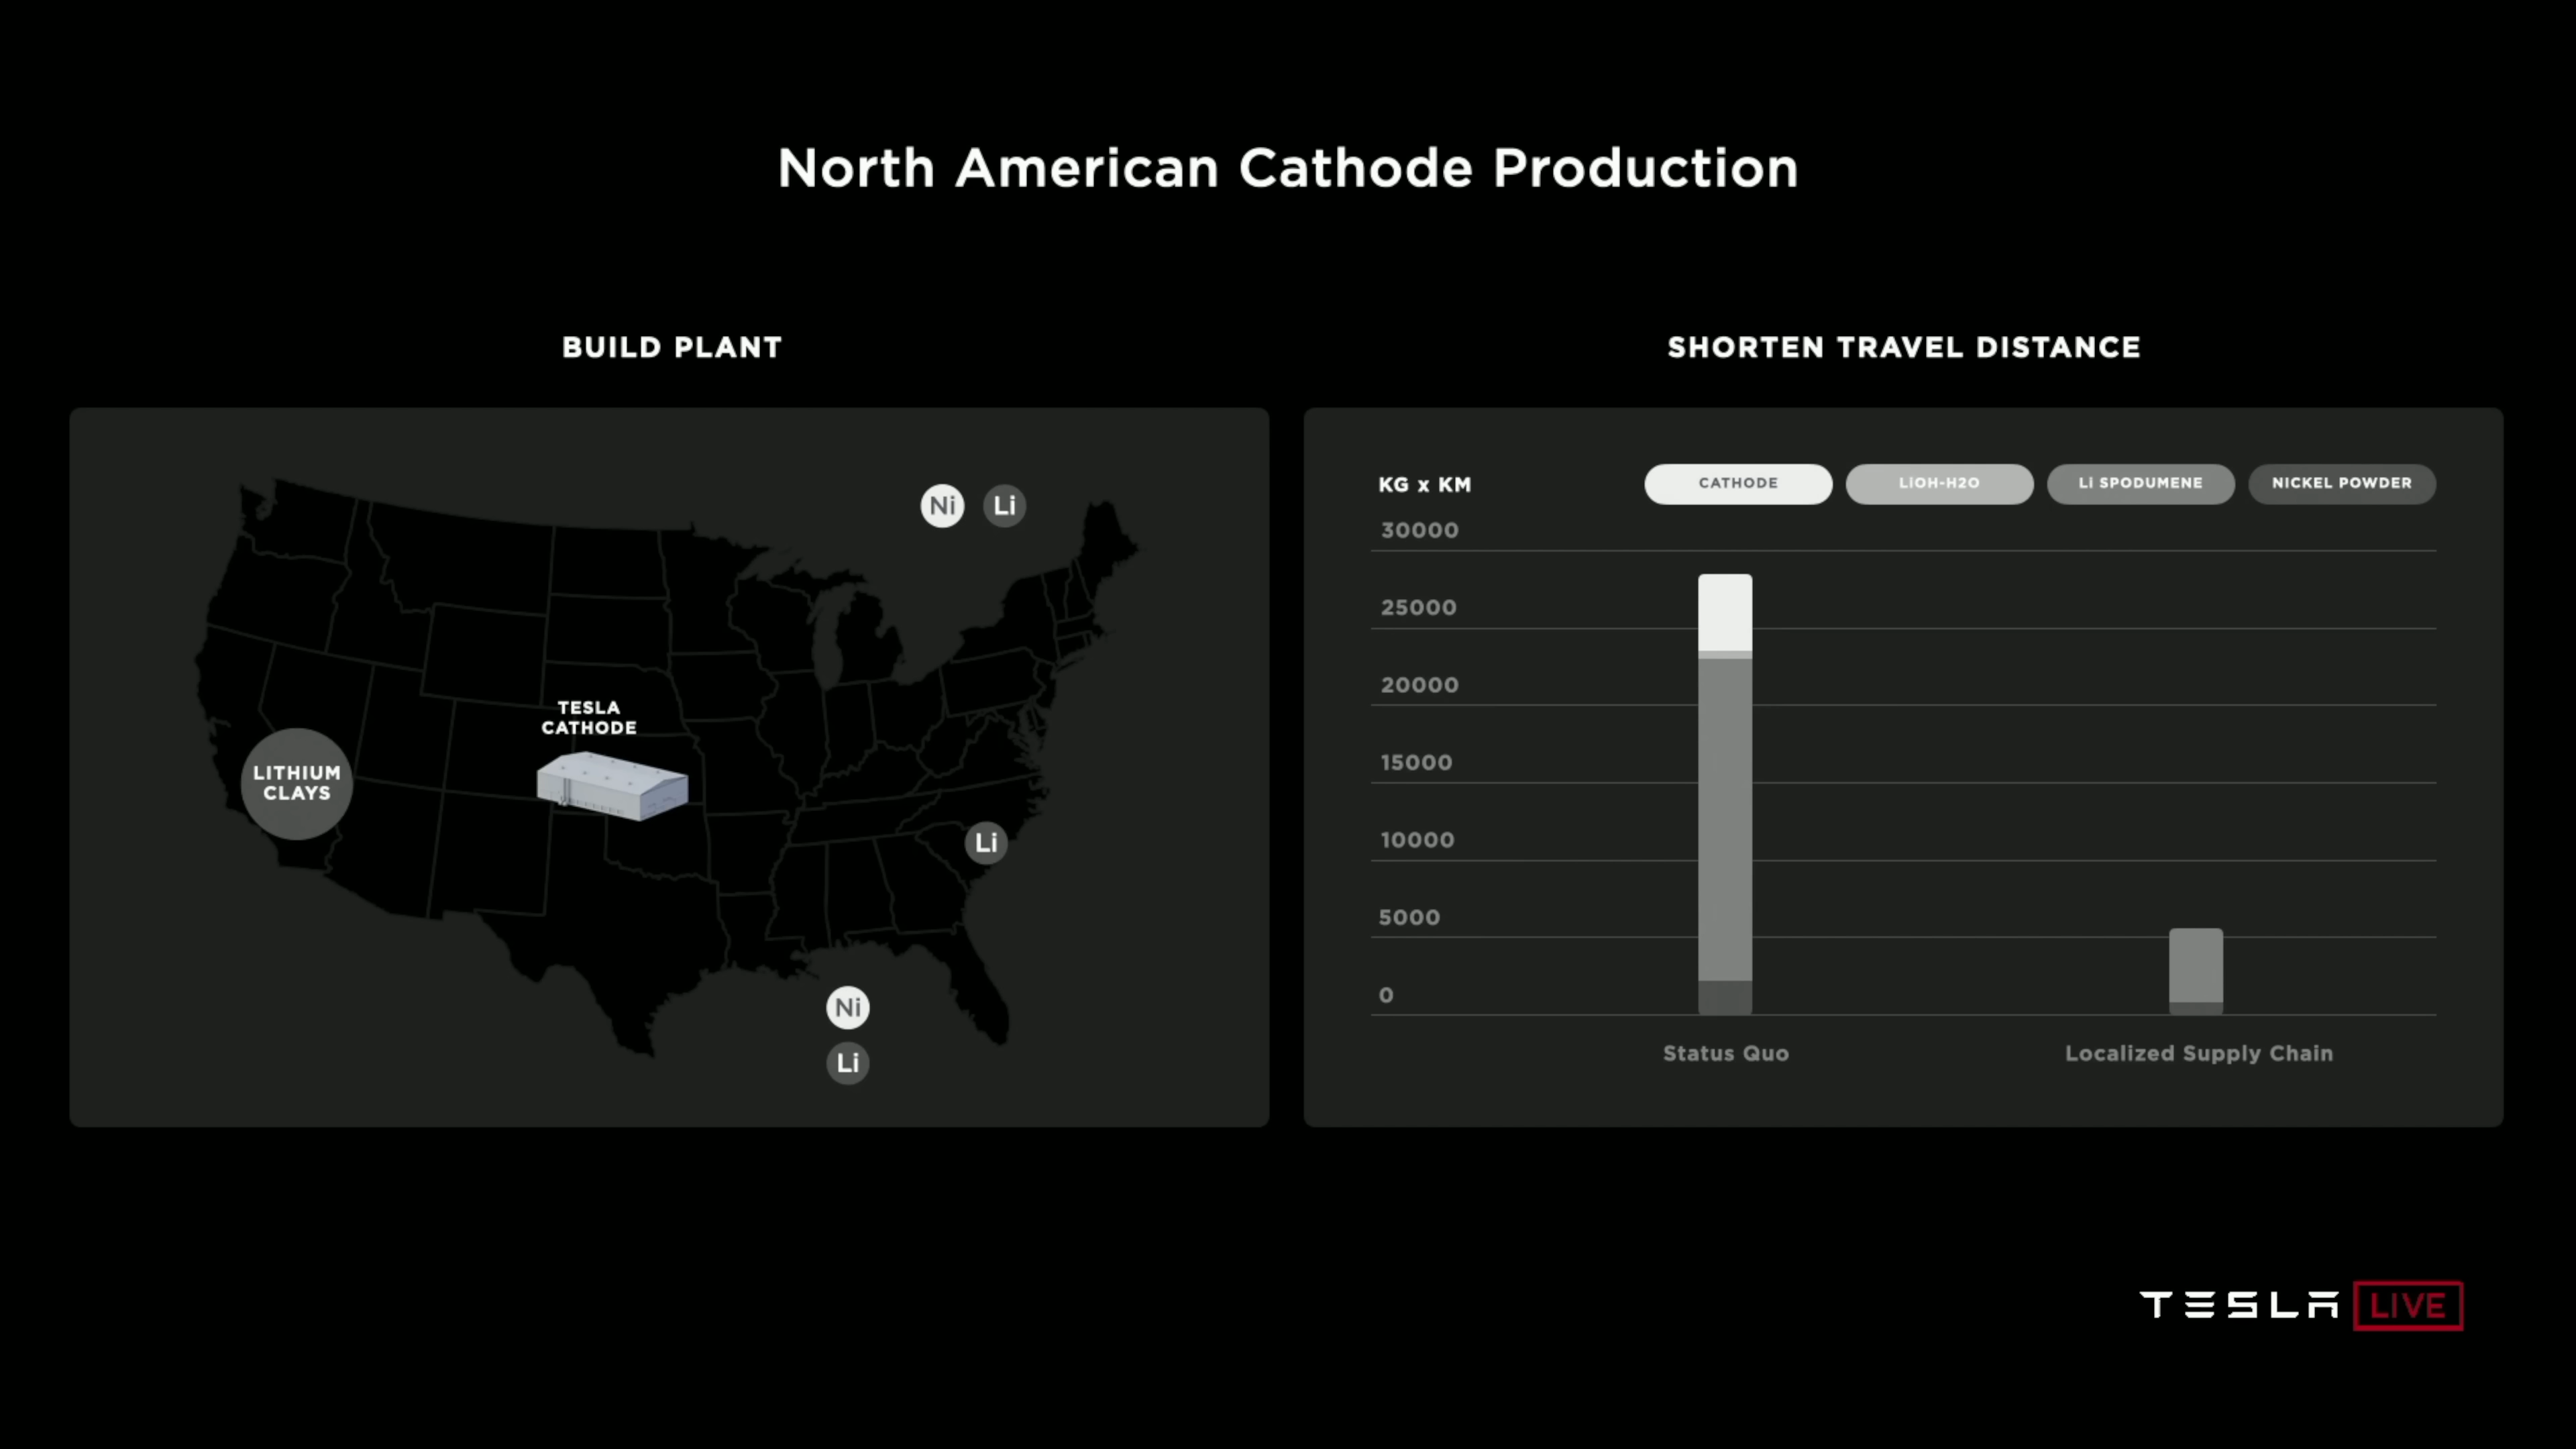 North American Cathode Production
BUILD PLANT
Ni Li
TESLA
CATHODE
LITHIUM
CLAYS
Li
Ni
Li
SHORTEN TRAVEL DISTANCE
KG x KM
CATHODE
LiOH-H2O
Li SPODUMENE
NICKEL POWDER
30000
25000
20000
15000
10000
5000
0
Status Quo
Localized Supply Chain
TESLA LIVE